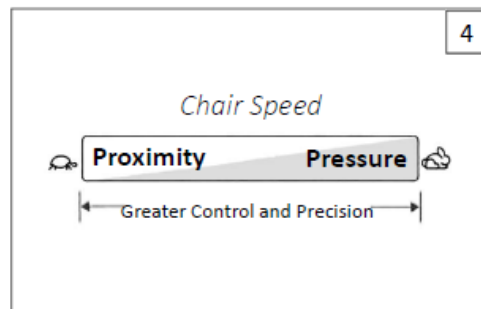 4
Chair Speed
Proximity Pressure
Greater Control and Precision